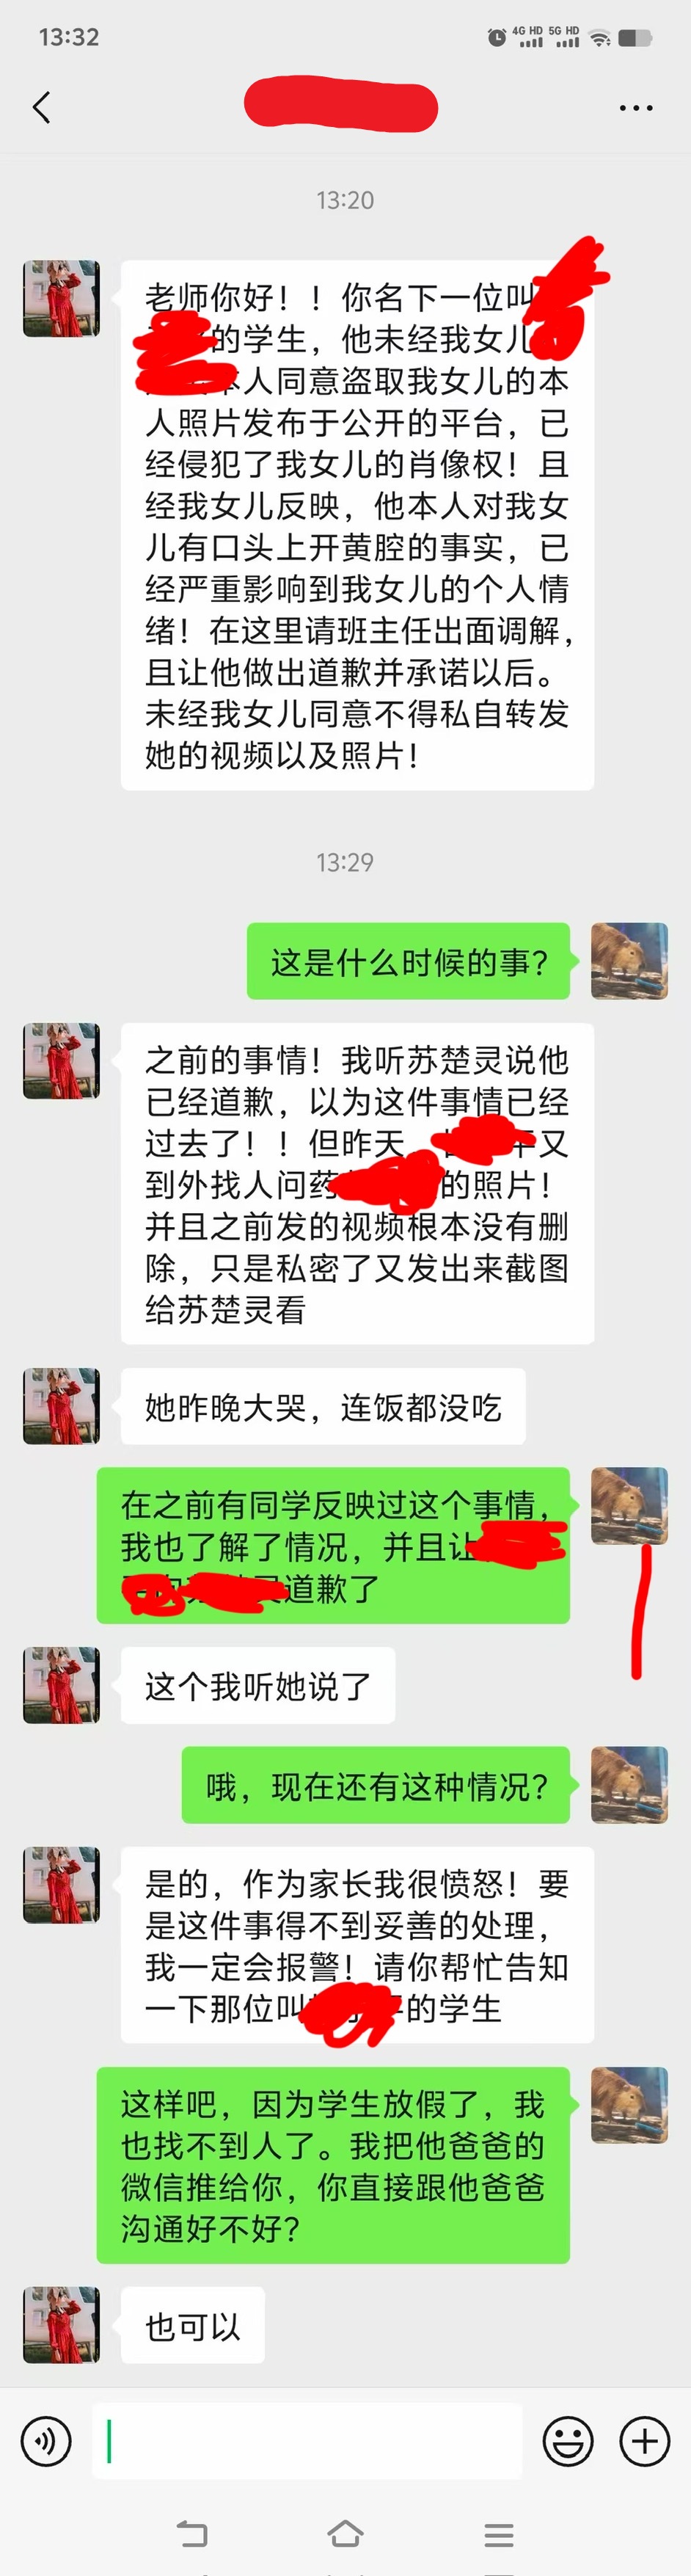 13:32
4G HD 5G HD
13:20
老师你好！！你名下一位叫
的学生，他未经我女儿
本人同意盗取我女儿的本
人照片发布于公开的平台，已
经侵犯了我女儿的肖像权！且
经我女儿反映，他本人对我女
儿有口头上开黄腔的事实，已
经严重影响到我女儿的个人情
绪！在这里请班主任出面调解，
且让他做出道歉并承诺以后。
未经我女儿同意不得私自转发
她的视频以及照片！
13:29
这是什么时候的事？
之前的事情！我听苏楚灵说他
已经道歉，以为这件事情已经
过去了！！但昨天，又
到外找人问药的照片！
并且之前发的视频根本没有删
除，只是私密了又发出来截图
给苏楚灵看
她昨晚大哭，连饭都没吃
在之前有同学反映过这个事情，
我也了解了情况，并且让
道歉了
这个我听她说了
哦，现在还有这种情况？
是的，作为家长我很愤怒！要
是这件事得不到妥善的处理，
我一定会报警！请你帮忙告知
一下那位叫的学生
这样吧，因为学生放假了，我
也找不到人了。我把他爸爸的
微信推给你，你直接跟他爸爸
沟通好不好？
也可以